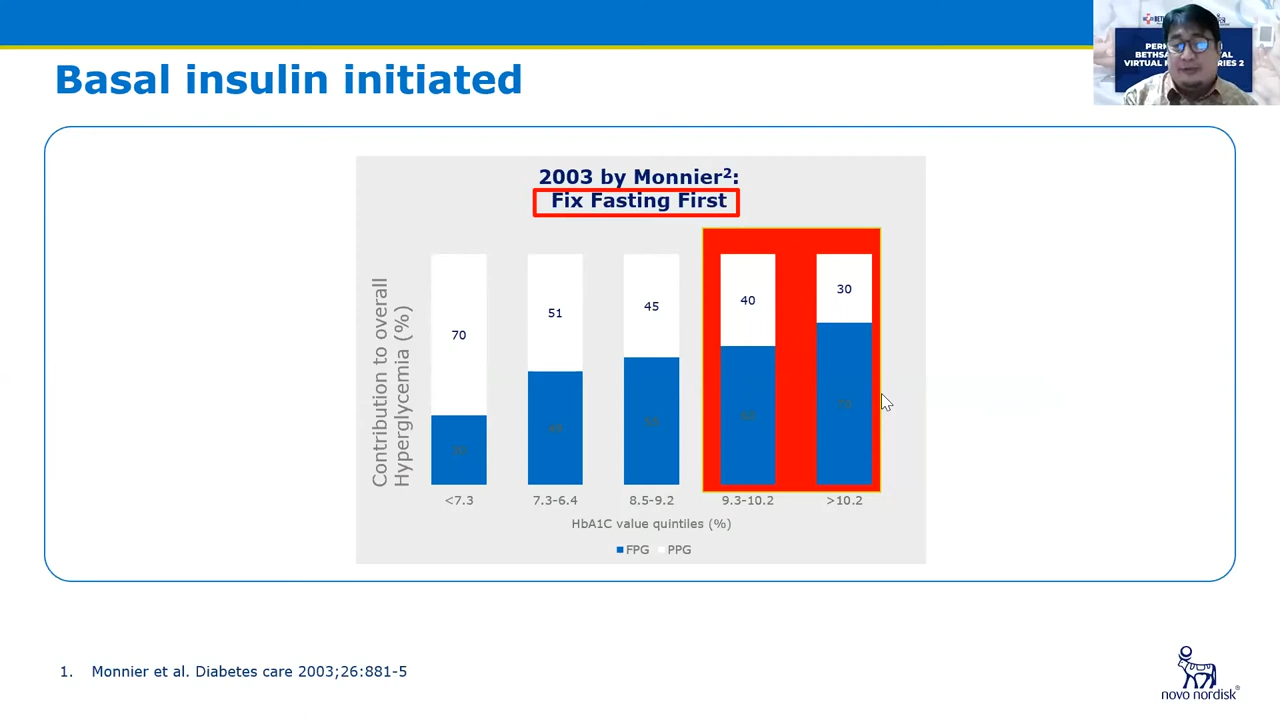 Basal insulin initiated
2003 by Monnier²:
Fix Fasting First
Contribution to overall
Hyperglycemia (%)
70
51
45
40
30
<7.3
7.3-6.4
8.5-9.2
9.3-10.2
>10.2
HbA1C value quintiles (%)
FPG PPG
1. Monnier et al. Diabetes care 2003;26:881-5
novo nordisk®